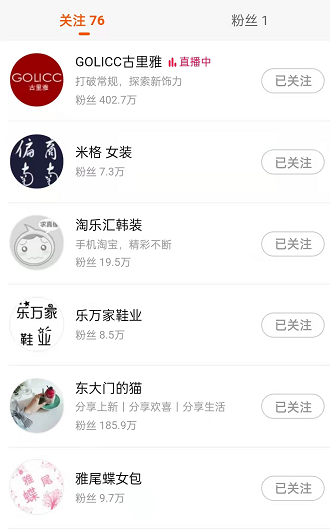 关注 76
粉丝 1
GOLICC
古里雅
GOLICC古里雅
直播中
打破常规，探索新饰力
粉丝 402.7万
已关注
偏商
南南
米格 女装
粉丝 7.3万
已关注
淘乐汇韩装
手机淘宝，精彩不断
粉丝 19.5万
已关注
乐万家
鞋业
乐万家鞋业
粉丝 8.5万
已关注
东大门的猫
分享上新丨分享欢喜丨分享生活
粉丝 185.9万
已关注
雅尾
蝶
雅尾蝶女包
粉丝 9.7万
已关注